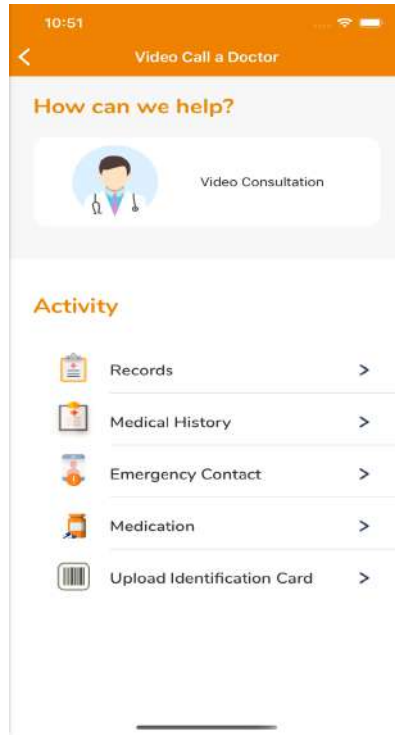 10:51
Video Call a Doctor
How can we help?
Video Consultation
Activity
Records
Medical History
Emergency Contact
Medication
Upload Identification Card